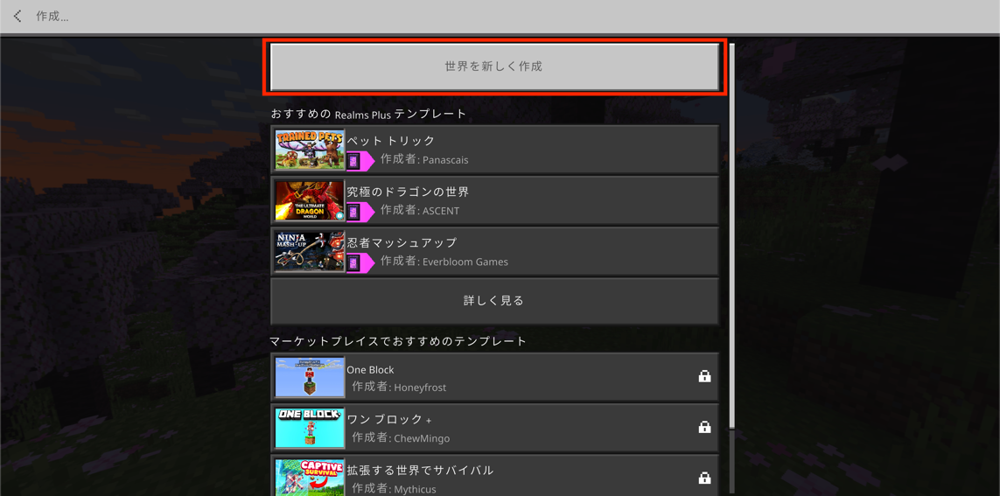 作成...
世界を新しく作成
おすすめの Realms Plus テンプレート
TRAINED PETS
ペット トリック
作成者: Panascais
THE ULTIMATE
DRAGON
WORLD
究極のドラゴンの世界
作成者: ASCENT
NINJA
MASH-UP
忍者マッシュアップ
作成者: Everbloom Games
詳しく見る
マーケットプレイスでおすすめのテンプレート
One Block
作成者: Honeyfrost
ONE BLOCK+
ワン ブロック +
作成者: ChewMingo
CAPTIVE
SURVIVAL
拡張する世界でサバイバル
作成者: Mythicus